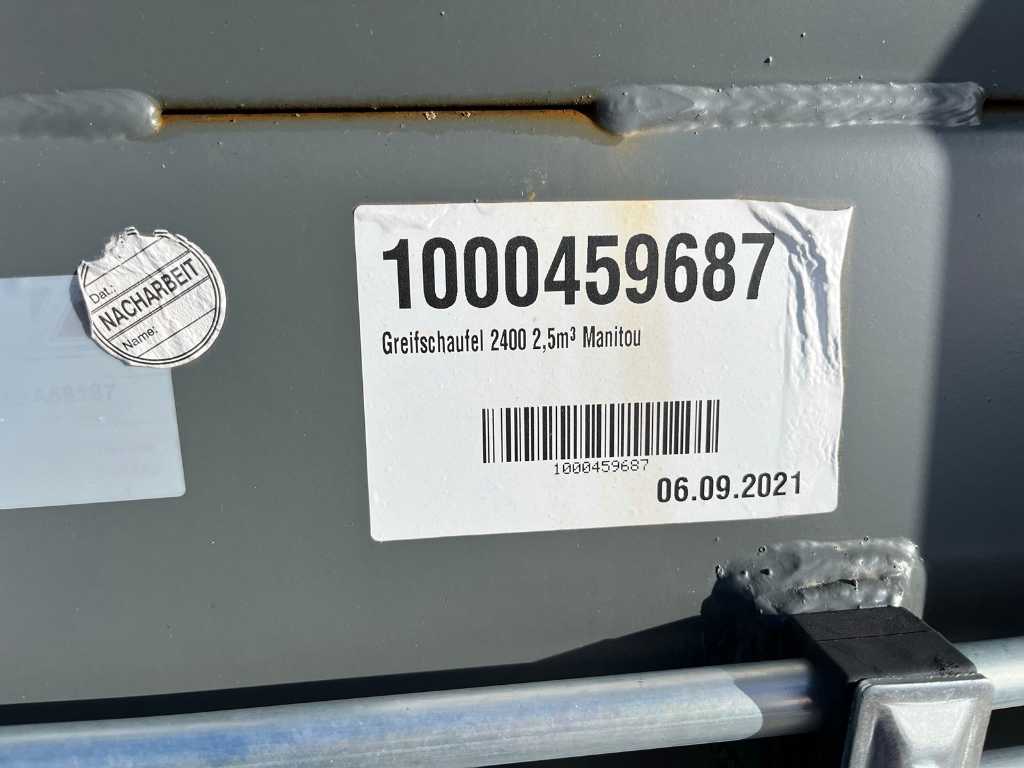 Dat.:
NACHARBEIT
Name:
1000459687
Greifschaufel 2400 2,5m³ Manitou
1000459687
06.09.2021